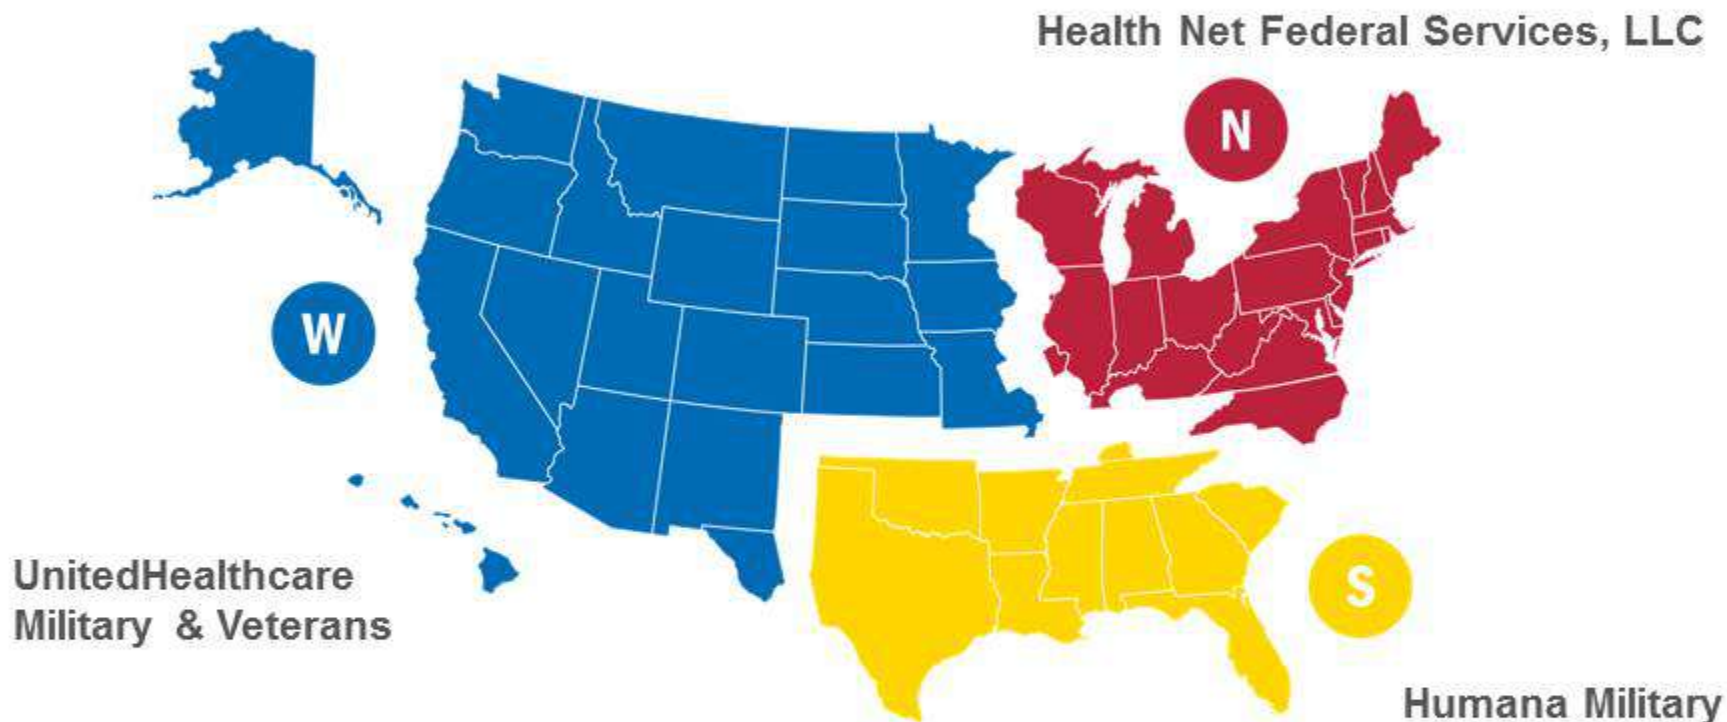 Health Net Federal Services, LLC
N
W
UnitedHealthcare
Military & Veterans
S
Humana Military